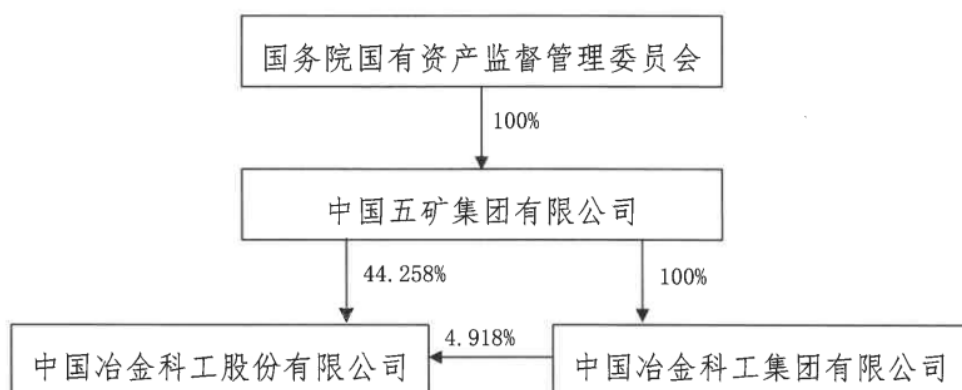 国务院国有资产监督管理委员会
100%
中国五矿集团有限公司
44.258%
100%
4.918%
中国冶金科工股份有限公司
中国冶金科工集团有限公司